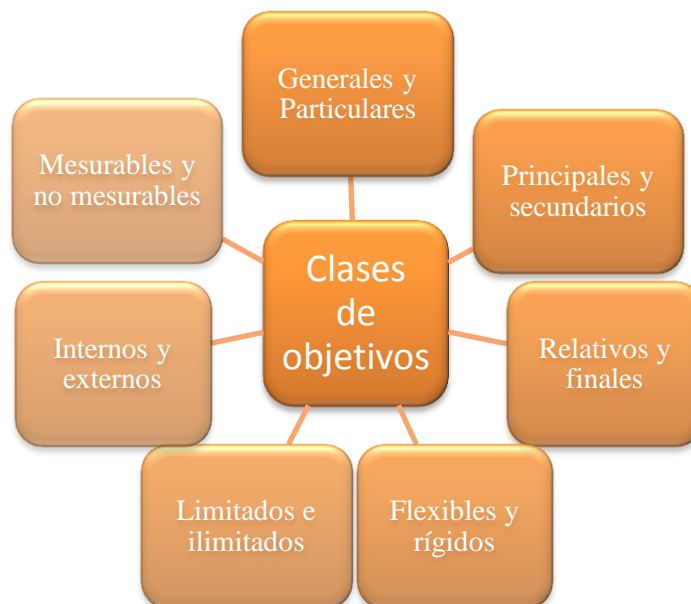 Generales y
Particulares
Principales y
secundarios
Relativos y
finales
Flexibles y
rígidos
Limitados e
ilimitados
Internos y
externos
Mesurables y
no mesurables
Clases
de
objetivos